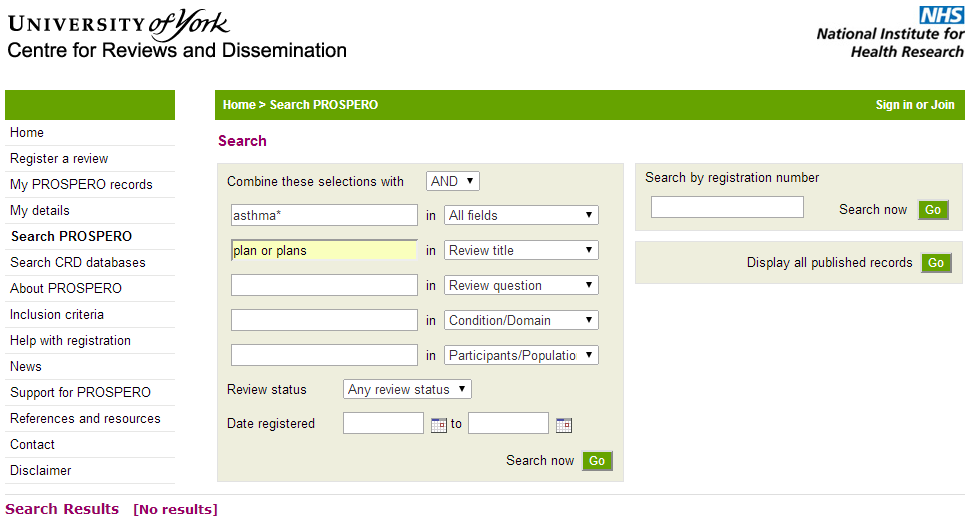 UNIVERSITY of York
Centre for Reviews and Dissemination
NHS
National Institute for
Health Research
Home > Search PROSPERO
Sign in or Join
Home
Register a review
My PROSPERO records
My details
Search PROSPERO
Search CRD databases
About PROSPERO
Inclusion criteria
Help with registration
News
Support for PROSPERO
References and resources
Contact
Disclaimer
Search
Combine these selections with AND
asthma* in All fields
plan or plans in Review title
in Review question
in Condition/Domain
in Participants/Populatio
Review status Any review status
Date registered to
Search now Go
Search by registration number
Search now Go
Display all published records Go
Search Results [No results]